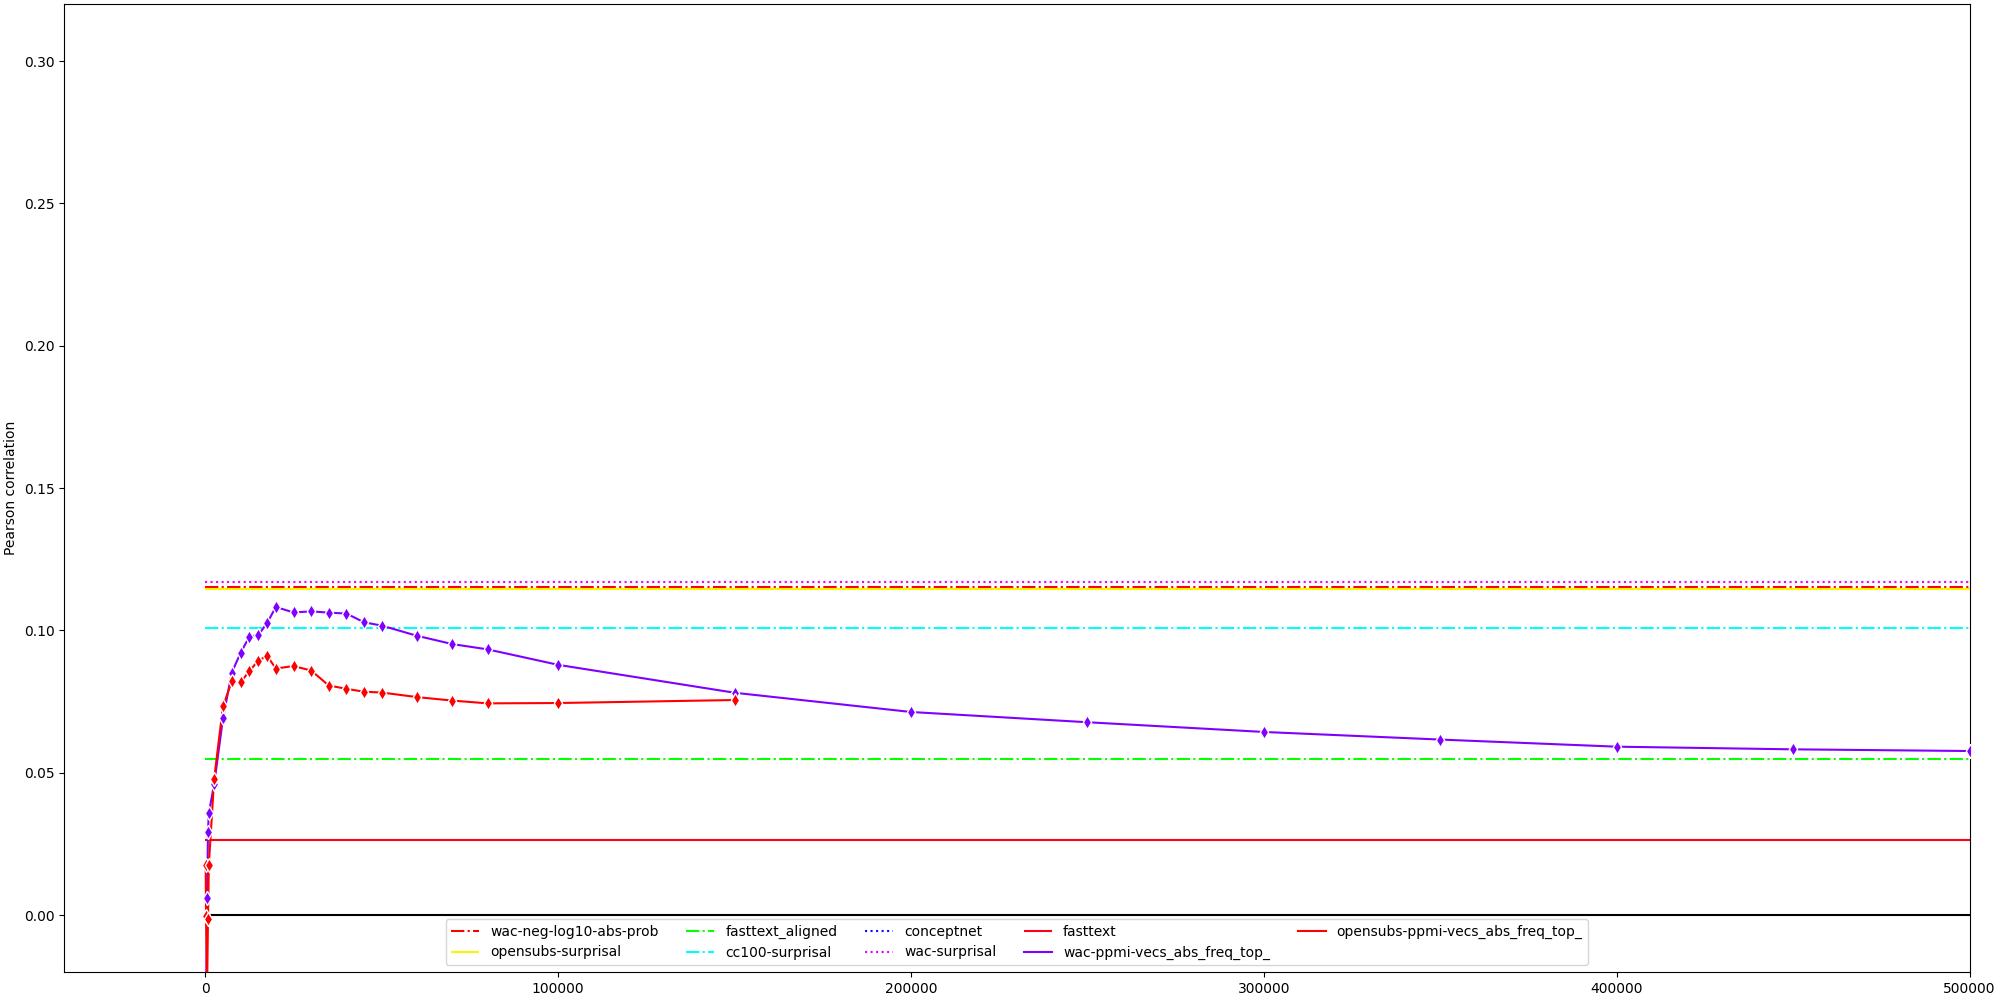 0.30
0.25
0.20
0.15
0.10
0.05
0.00
Pearson correlation
wac-neg-log10-abs-prob fasttext_aligned conceptnet fasttext opensubs-ppmi-vecs_abs_freq_top_
opensubs-surprisal cc100-surprisal wac-surprisal wac-ppmi-vecs_abs_freq_top_
0 100000 200000 300000 400000 500000